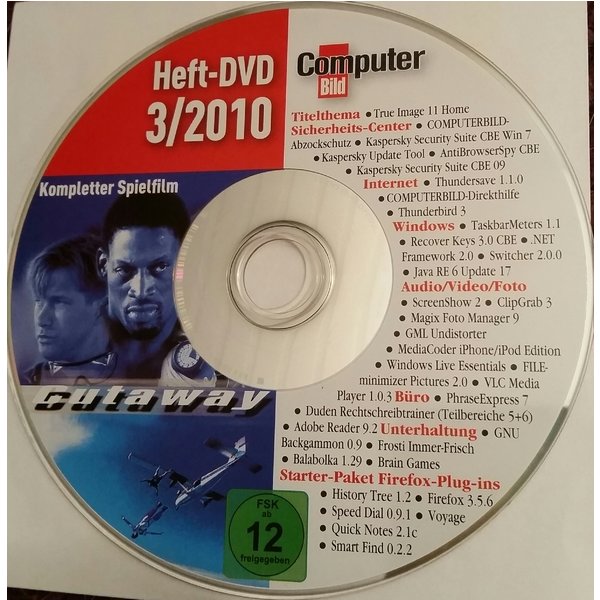 Heft-DVD
3/2010
Computer
Bild
Kompletter Spielfilm
Cutaway
FSK
ab
12
freigegeben
Titelthema • True Image 11 Home
Sicherheits-Center • COMPUTERBILD-
Abzockschutz • Kaspersky Security Suite CBE Win 7
• Kaspersky Update Tool • AntiBrowserSpy CBE
• Kaspersky Security Suite CBE 09
Internet • Thundersave 1.1.0
• COMPUTERBILD-Direkthilfe
• Thunderbird 3
Windows • TaskbarMeters 1.1
• Recover Keys 3.0 CBE • .NET
Framework 2.0 • Switcher 2.0.0
• Java RE 6 Update 17
Audio/Video/Foto
• ScreenShow 2 • ClipGrab 3
• Magix Foto Manager 9
• GML Undistorter
• MediaCoder iPhone/iPod Edition
• Windows Live Essentials • FILE-
minimizer Pictures 2.0 • VLC Media
Player 1.0.3 Büro • PhraseExpress 7
• Duden Rechtschreibtrainer (Teilbereiche 5+6)
• Adobe Reader 9.2 Unterhaltung • GNU
Backgammon 0.9 • Frosti Immer-Frisch
• Balabolka 1.29 • Brain Games
Starter-Paket Firefox-Plug-ins
• History Tree 1.2 • Firefox 3.5.6
• Speed Dial 0.9.1 • Voyage
• Quick Notes 2.1c
• Smart Find 0.2.2